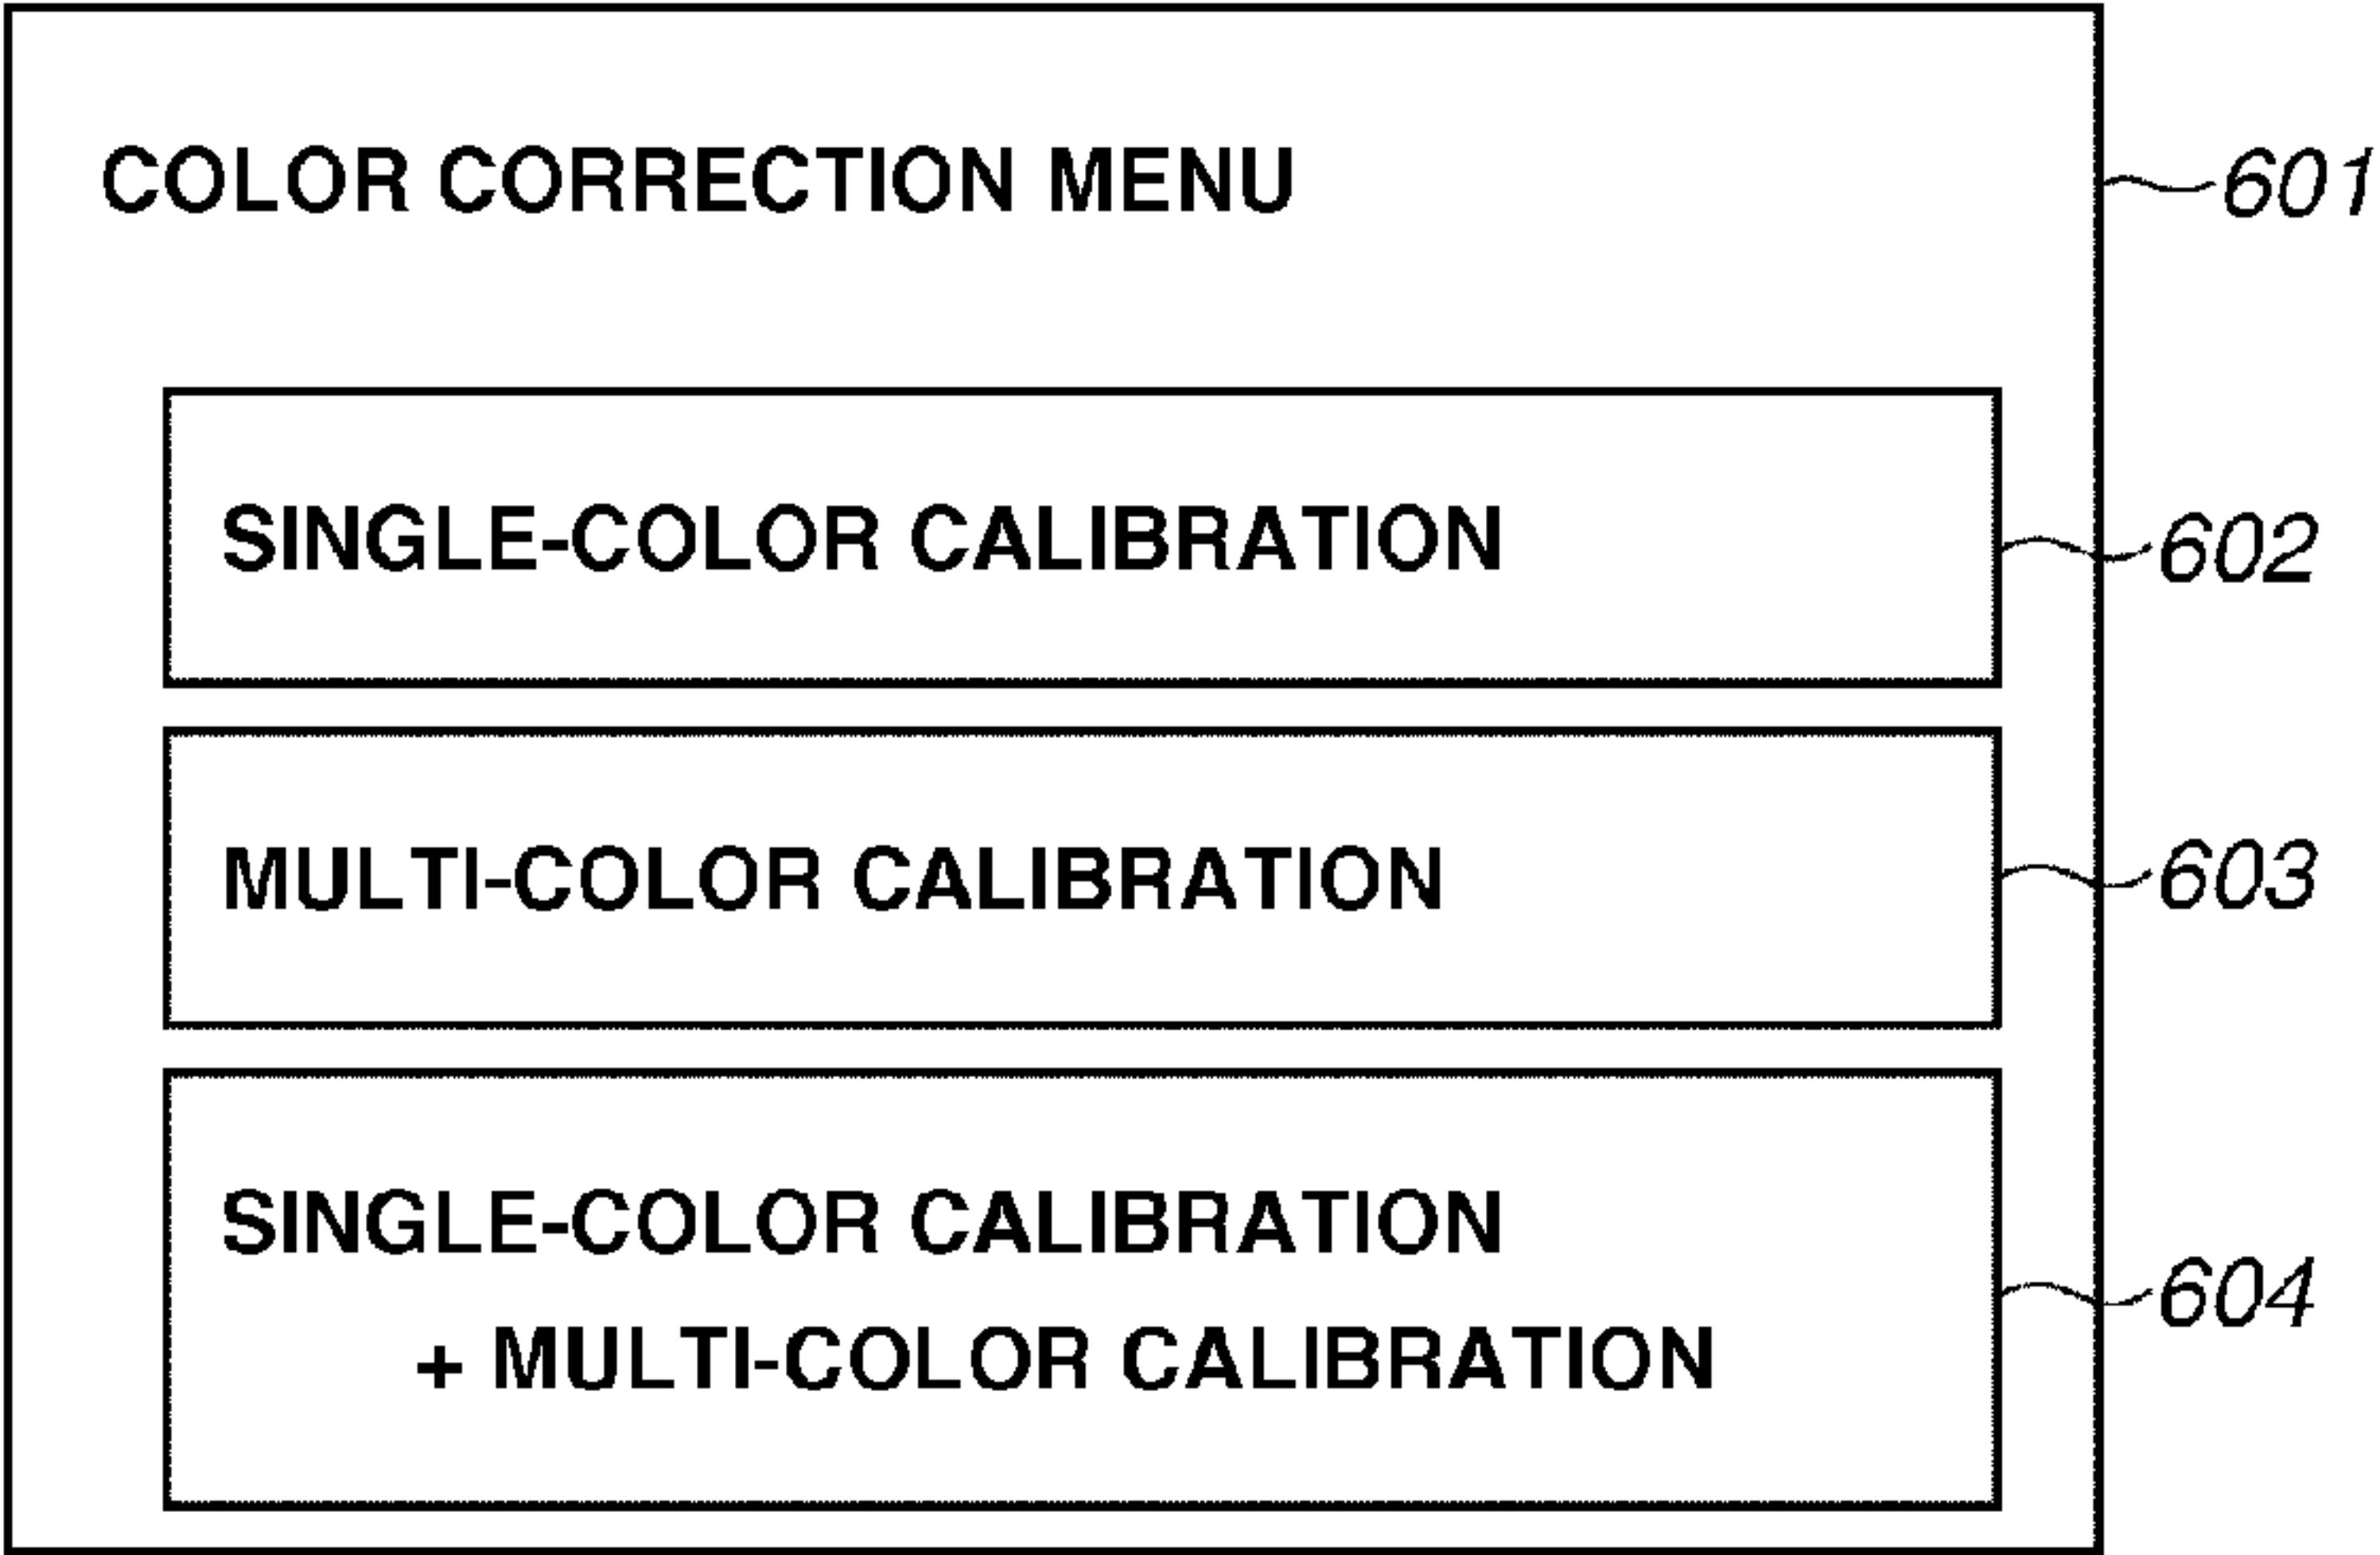 COLOR CORRECTION MENU
601
SINGLE-COLOR CALIBRATION
602
MULTI-COLOR CALIBRATION
603
SINGLE-COLOR CALIBRATION
+ MULTI-COLOR CALIBRATION
604